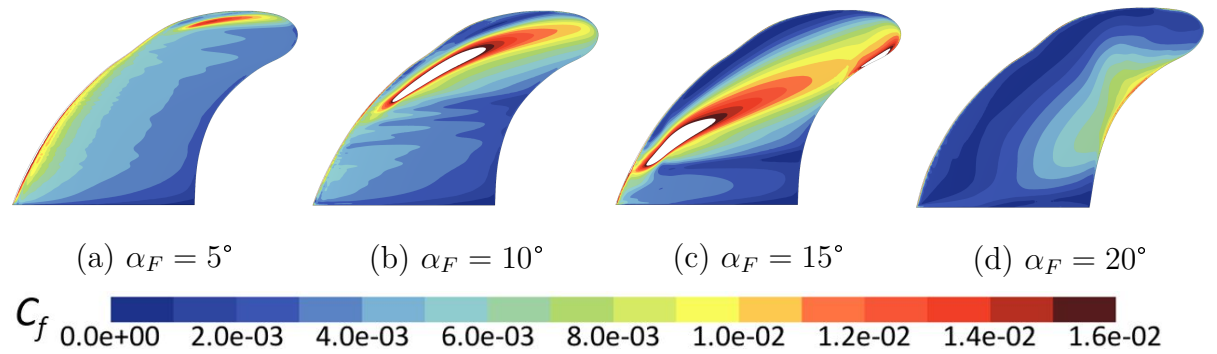 (a) α_F = 5° (b) α_F = 10° (c) α_F = 15° (d) α_F = 20°
C_f
0.0e+00 2.0e-03 4.0e-03 6.0e-03 8.0e-03 1.0e-02 1.2e-02 1.4e-02 1.6e-02